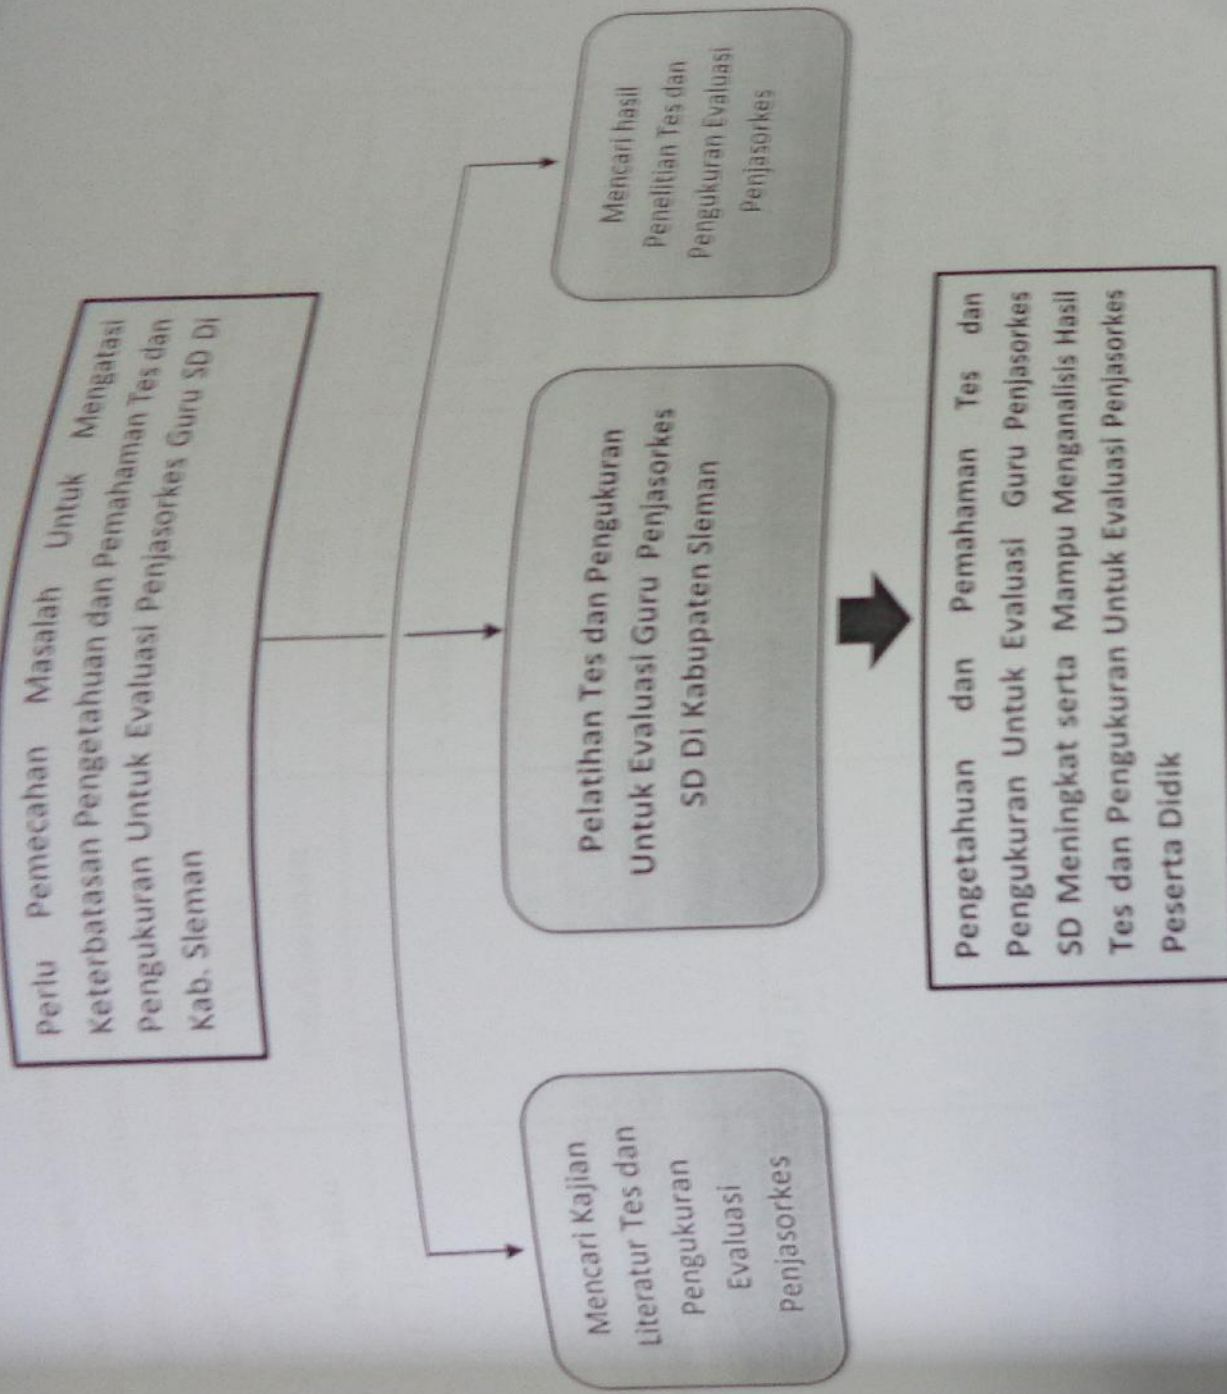 Perlu Pemecahan Masalah Untuk Mengatasi
Keterbatasan Pengetahuan dan Pemahaman Tes dan
Pengukuran Untuk Evaluasi Penjasorkes Guru SD Di
Kab. Sleman
Mencari Kajian
Literatur Tes dan
Pengukuran
Evaluasi
Penjasorkes
Pelatihan Tes dan Pengukuran
Untuk Evaluasi Guru Penjasorkes
SD Di Kabupaten Sleman
Mencari hasil
Penelitian Tes dan
Pengukuran Evaluasi
Penjasorkes
Pengetahuan dan Pemahaman Tes dan
Pengukuran Untuk Evaluasi Guru Penjasorkes
SD Meningkat serta Mampu Menganalisis Hasil
Tes dan Pengukuran Untuk Evaluasi Penjasorkes
Peserta Didik